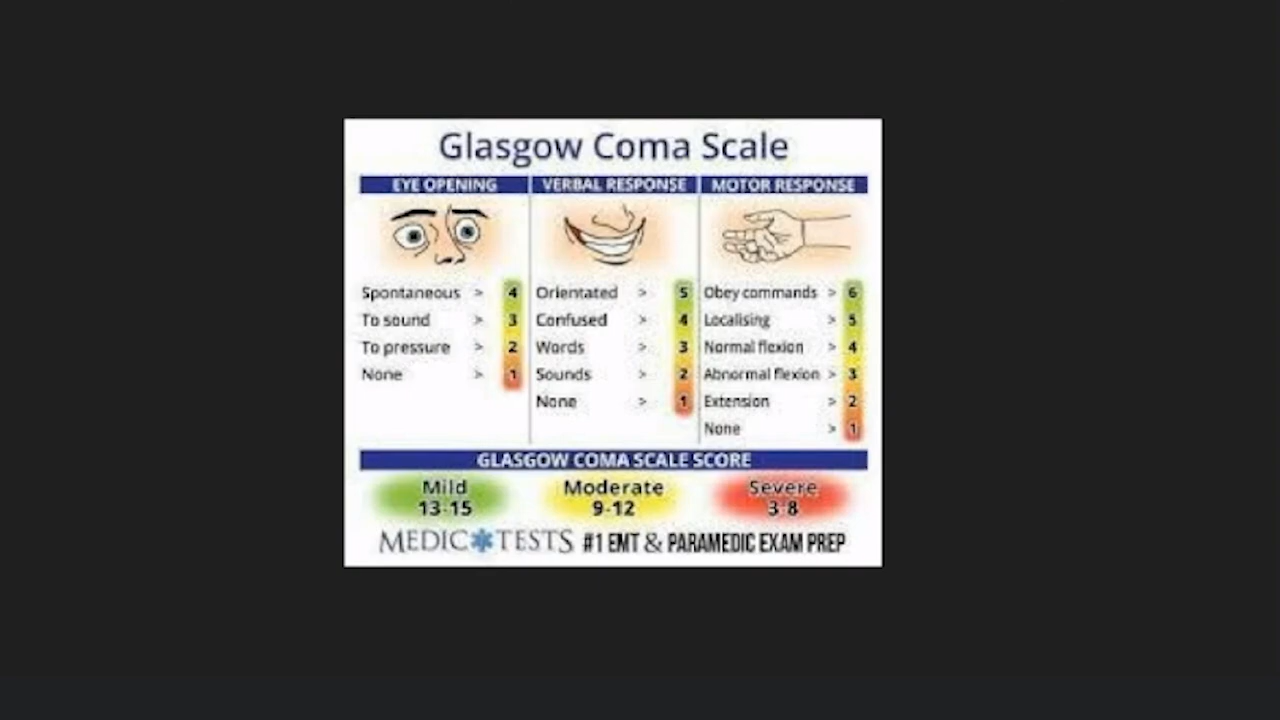 Glasgow Coma Scale
EYE OPENING
Spontaneous > 4
To sound > 3
To pressure > 2
None > 1
VERBAL RESPONSE
Orientated > 5
Confused > 4
Words > 3
Sounds > 2
None > 1
MOTOR RESPONSE
Obey commands > 6
Localising > 5
Normal flexion > 4
Abnormal flexion > 3
Extension > 2
None > 1
GLASGOW COMA SCALE SCORE
Mild
13-15
Moderate
9-12
Severe
3-8
MEDIC TESTS #1 EMT & PARAMEDIC EXAM PREP